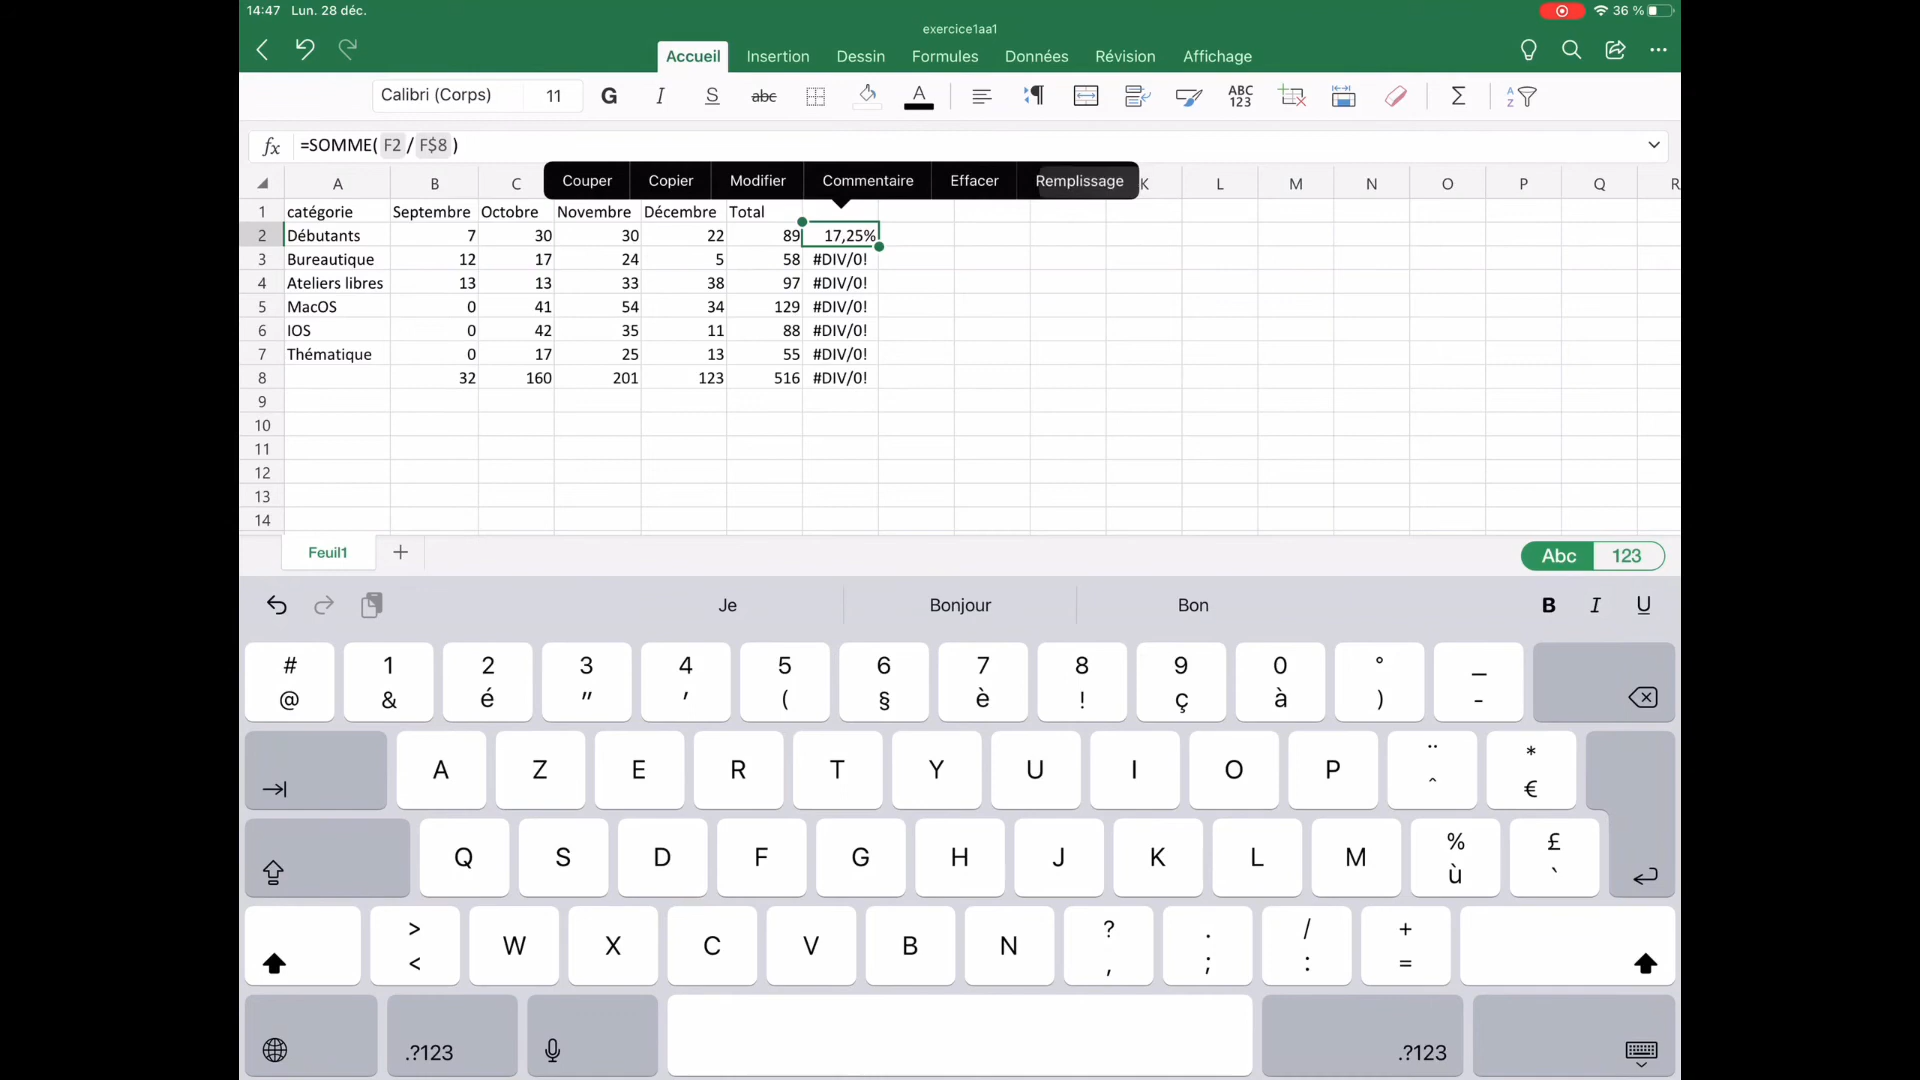 14:47 Lun. 28 déc. 36 %
exercice1aa1
Accueil Insertion Dessin Formules Données Révision Affichage
Calibri (Corps) 11 G I S abc A ABC 123 Σ A Z
fx =SOMME( F2 / F$8 )
Couper Copier Modifier Commentaire Effacer Remplissage
A B C K L M N O P Q R
1 catégorie Septembre Octobre Novembre Décembre Total
2 Débutants 7 30 30 22 89 17,25%
3 Bureautique 12 17 24 5 58 #DIV/0!
4 Ateliers libres 13 13 33 38 97 #DIV/0!
5 MacOS 0 41 54 34 129 #DIV/0!
6 IOS 0 42 35 11 88 #DIV/0!
7 Thématique 0 17 25 13 55 #DIV/0!
8 32 160 201 123 516 #DIV/0!
9
10
11
12
13
14
Feuil1 + Abc 123
Je Bonjour Bon B I U
# 1 2 3 4 5 6 7 8 9 0 ° _
@ & é " ' ( § è ! ç à ) -
A Z E R T Y U I O P ¨ ^ * €
Q S D F G H J K L M % ù £ `
> < W X C V B N ? , . ; / : + =
.?123 .?123